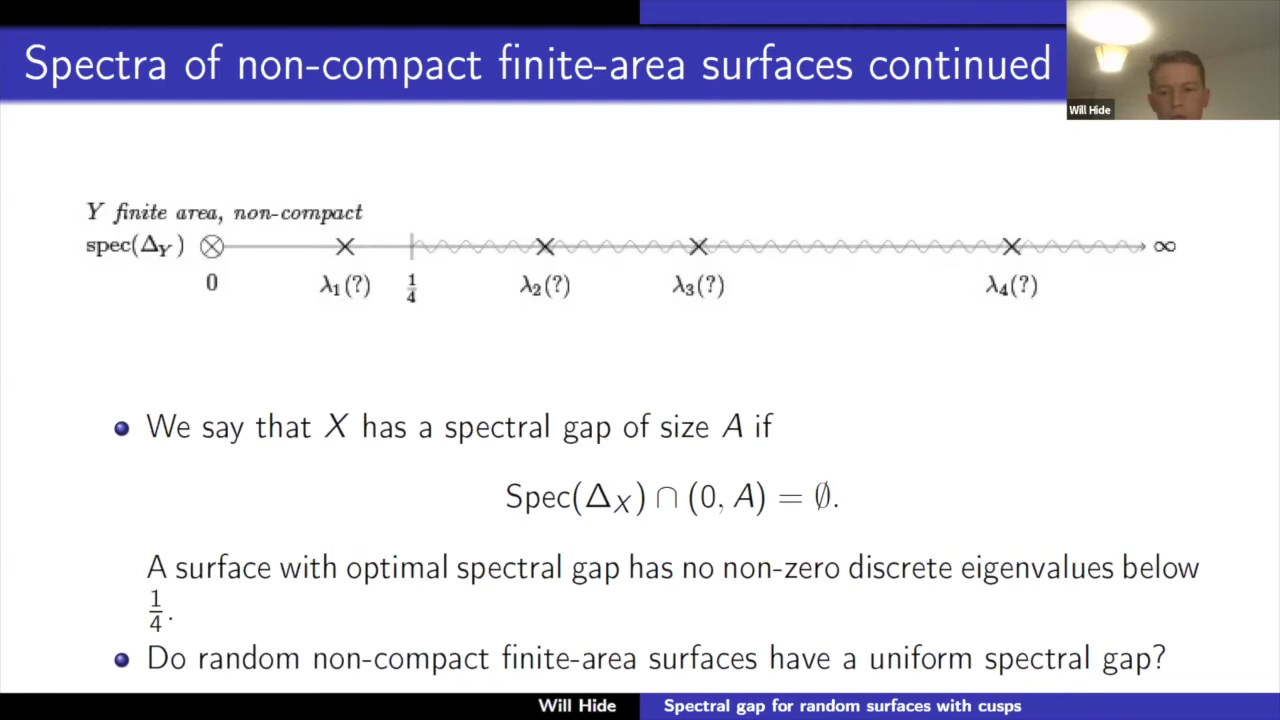 Spectra of non-compact finite-area surfaces continued
Will Hide
Y finite area, non-compact
spec(Δ_Y) 0 λ₁(?) 1/4 λ₂(?) λ₃(?) λ₄(?) ∞
We say that X has a spectral gap of size A if
Spec(Δ_X) ∩ (0, A) = ∅.
A surface with optimal spectral gap has no non-zero discrete eigenvalues below
1/4.
Do random non-compact finite-area surfaces have a uniform spectral gap?
Will Hide Spectral gap for random surfaces with cusps